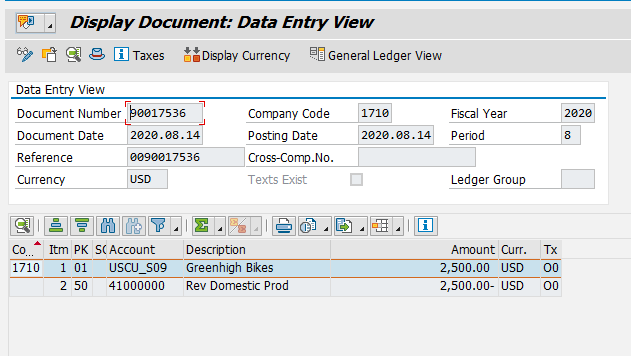 Display Document: Data Entry View
Taxes Display Currency General Ledger View
Data Entry View
Document Number 90017536 Company Code 1710 Fiscal Year 2020
Document Date 2020.08.14 Posting Date 2020.08.14 Period 8
Reference 0090017536 Cross-Comp.No.
Currency USD Texts Exist Ledger Group
Co... Itm PK SG Account Description Amount Curr. Tx
1710 1 01 USCU_S09 Greenhigh Bikes 2,500.00 USD O0
2 50 41000000 Rev Domestic Prod 2,500.00- USD O0